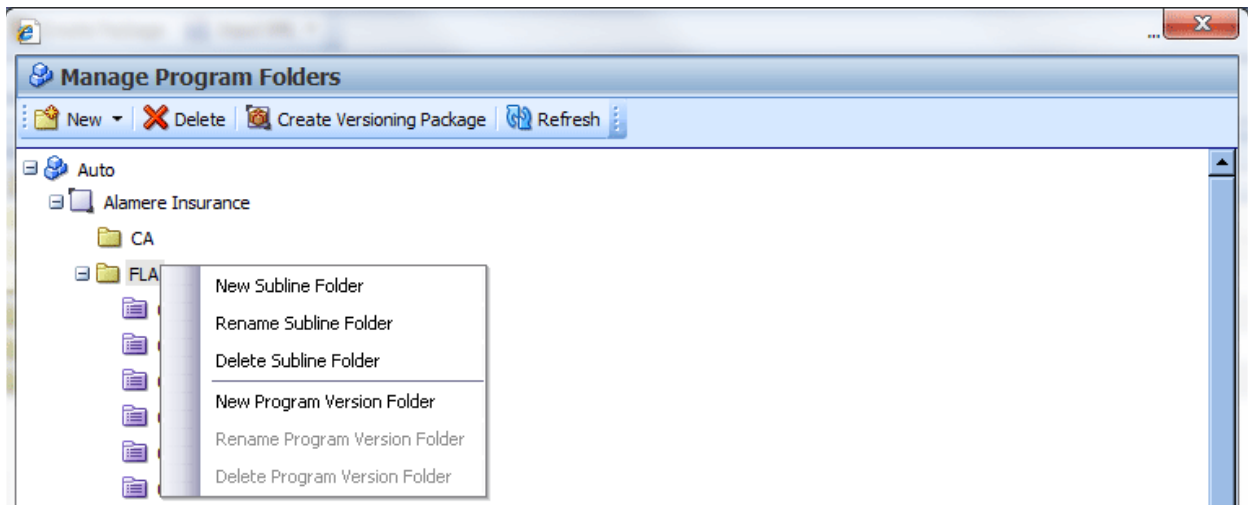 ...
Manage Program Folders
New Delete Create Versioning Package Refresh
Auto
Alamere Insurance
CA
FLA
New Subline Folder
Rename Subline Folder
Delete Subline Folder
New Program Version Folder
Rename Program Version Folder
Delete Program Version Folder